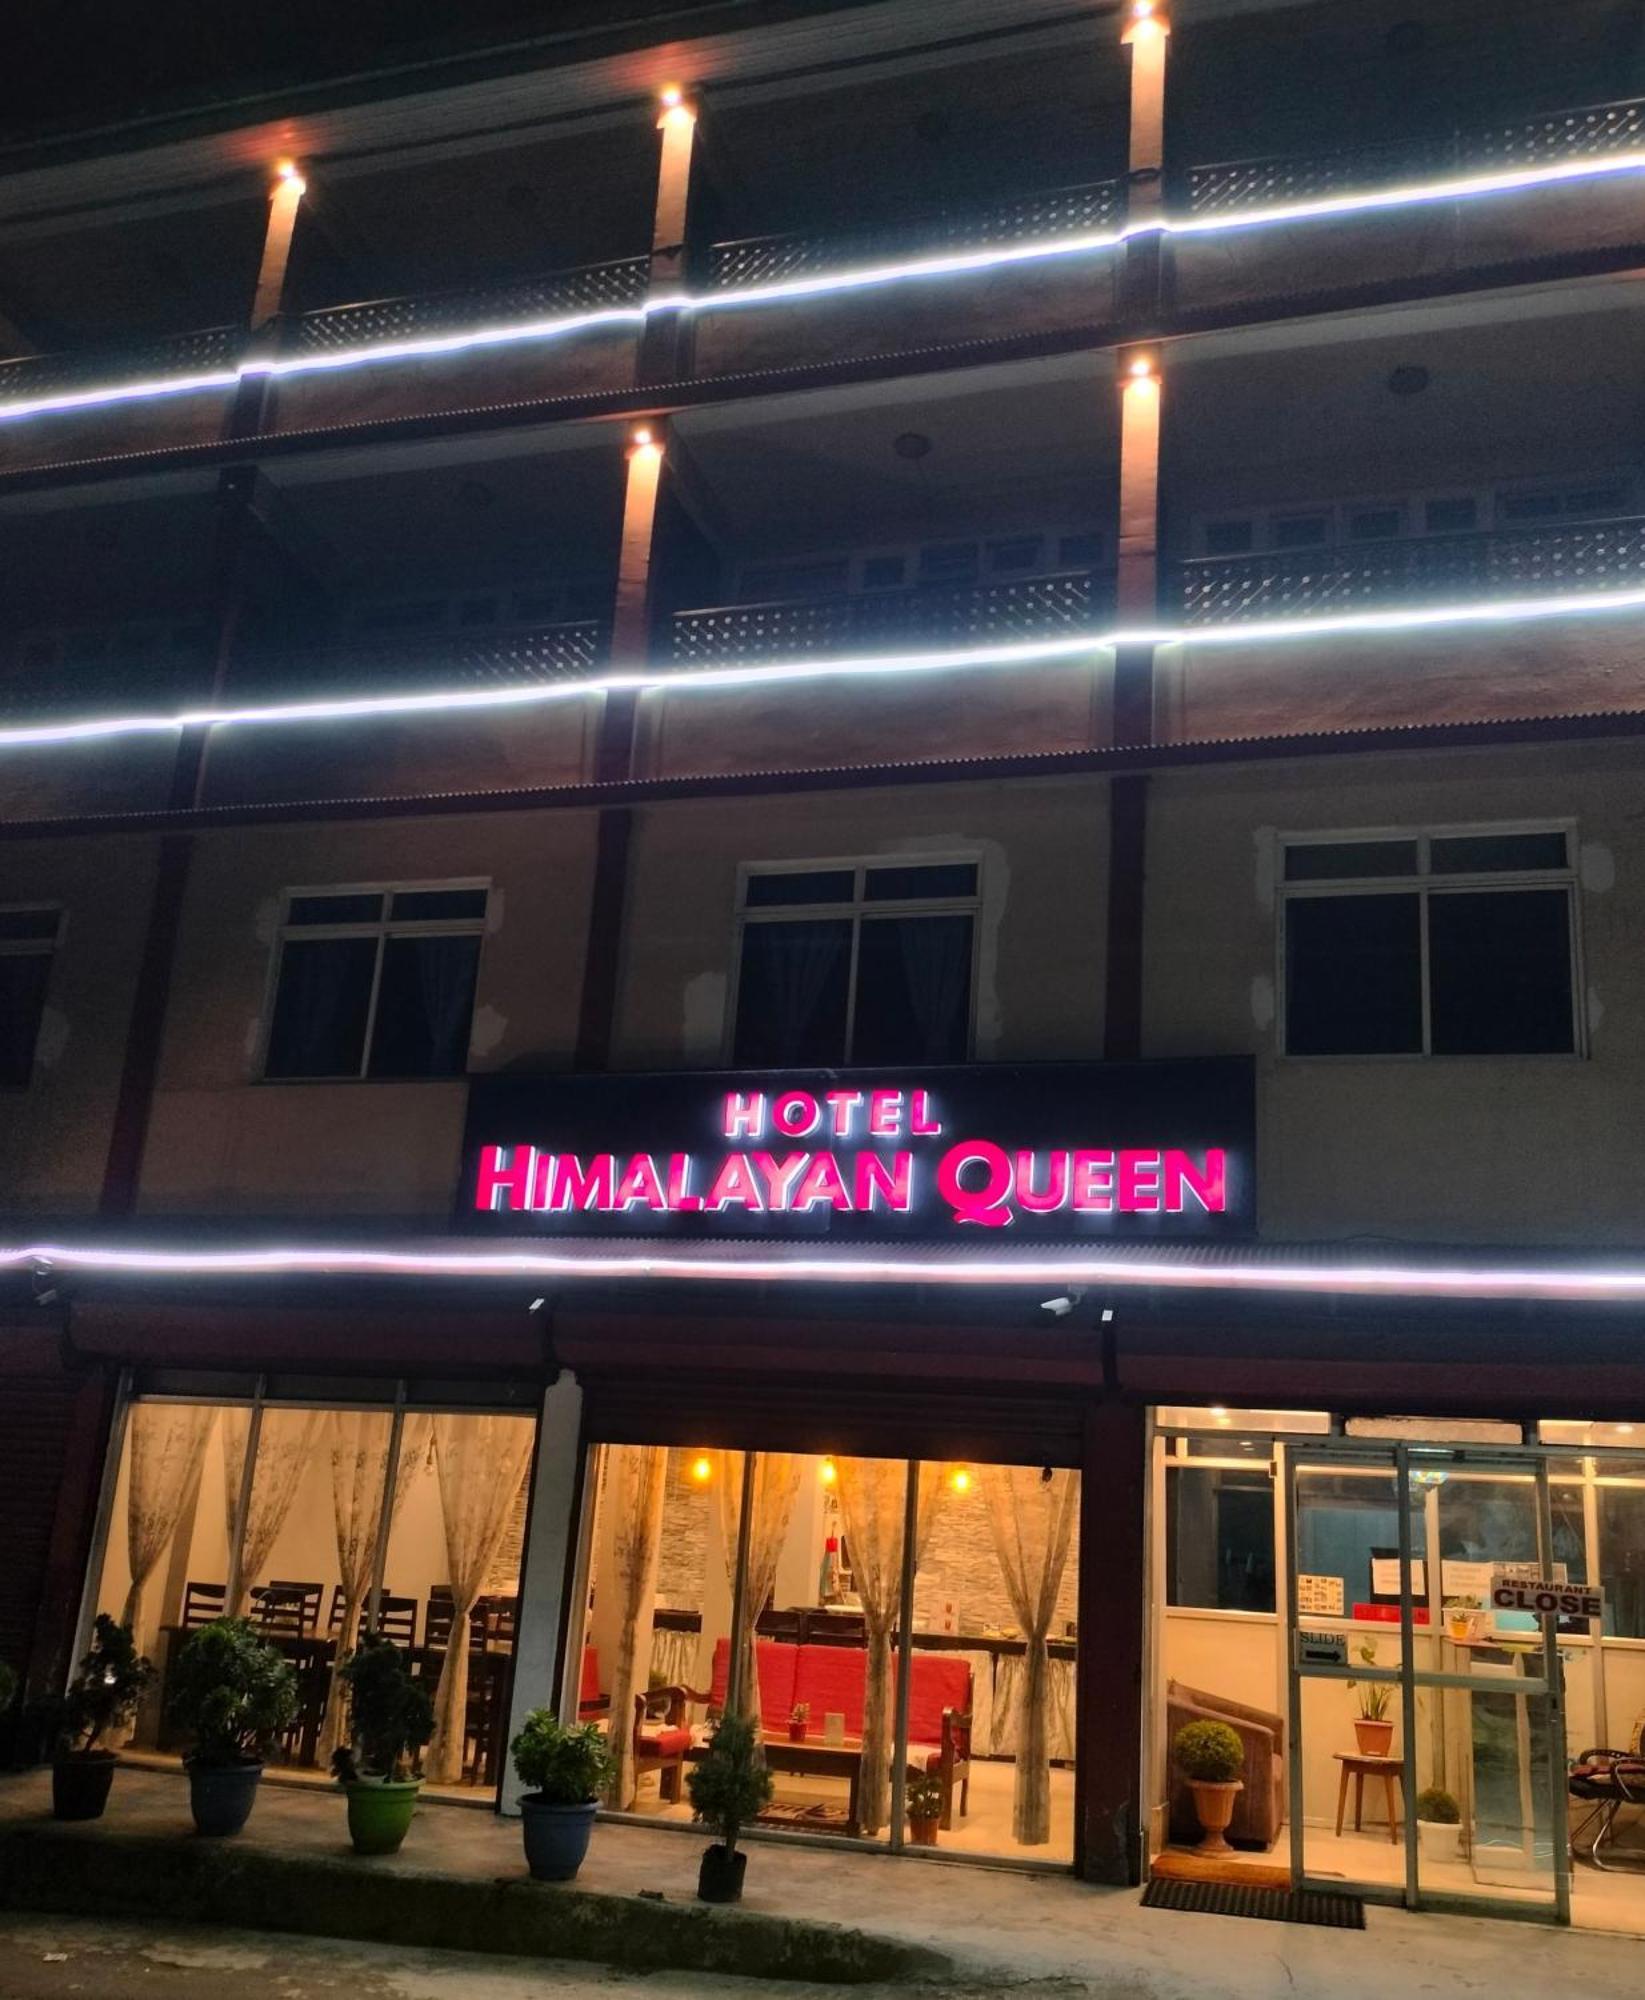 HOTEL
HIMALAYAN QUEEN
RESTAURANT
CLOSE
SLIDE